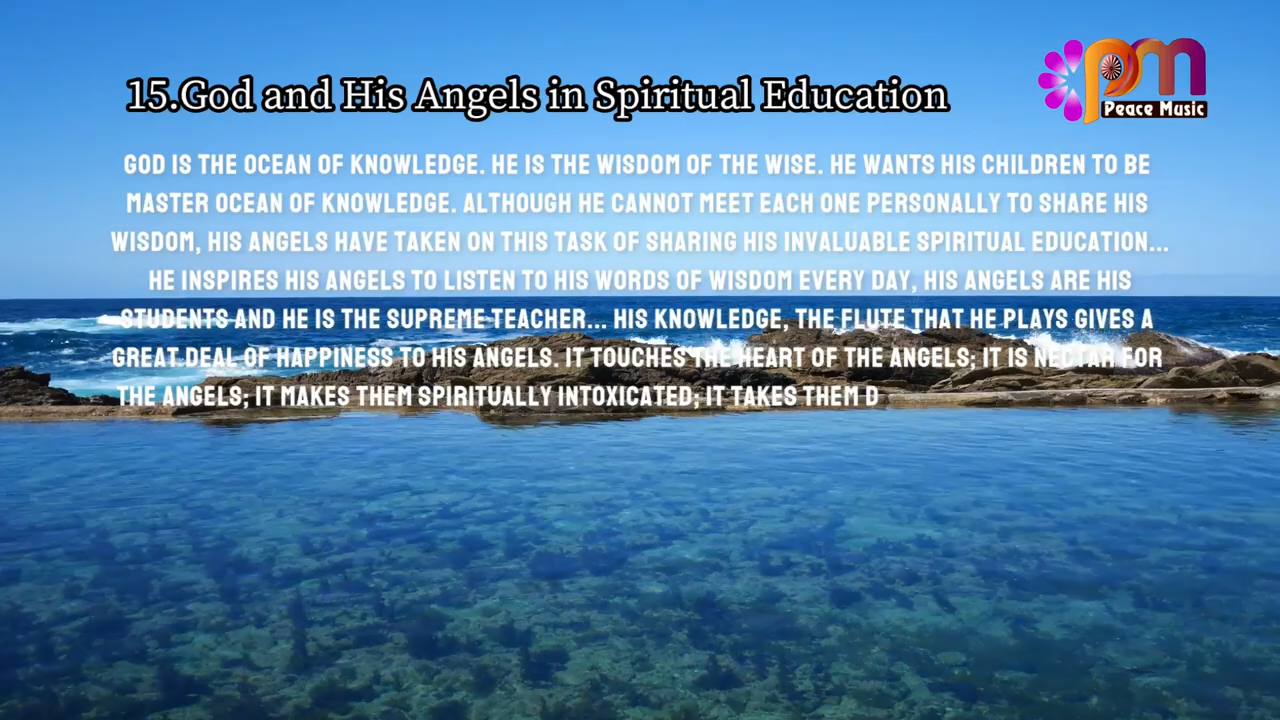 15.God and His Angels in Spiritual Education
pm
Peace Music
GOD IS THE OCEAN OF KNOWLEDGE. HE IS THE WISDOM OF THE WISE. HE WANTS HIS CHILDREN TO BE
MASTER OCEAN OF KNOWLEDGE. ALTHOUGH HE CANNOT MEET EACH ONE PERSONALLY TO SHARE HIS
WISDOM, HIS ANGELS HAVE TAKEN ON THIS TASK OF SHARING HIS INVALUABLE SPIRITUAL EDUCATION...
HE INSPIRES HIS ANGELS TO LISTEN TO HIS WORDS OF WISDOM EVERY DAY, HIS ANGELS ARE HIS
STUDENTS AND HE IS THE SUPREME TEACHER... HIS KNOWLEDGE, THE FLUTE THAT HE PLAYS GIVES A
GREAT DEAL OF HAPPINESS TO HIS ANGELS. IT TOUCHES THE HEART OF THE ANGELS; IT IS NECTAR FOR
THE ANGELS; IT MAKES THEM SPIRITUALLY INTOXICATED; IT TAKES THEM D